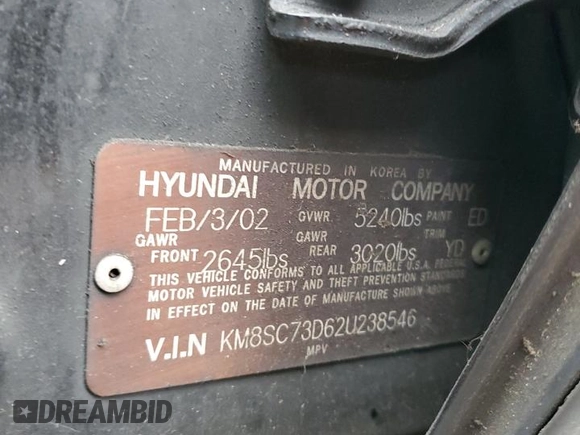 MANUFACTURED IN KOREA BY
HYUNDAI MOTOR COMPANY
FEB/3/02 GVWR 5240lbs PAINT ED
GAWR GAWR TRIM
FRONT 2645lbs REAR 3020lbs YD
THIS VEHICLE CONFORMS TO ALL APPLICABLE U.S.A. FEDERAL
MOTOR VEHICLE SAFETY AND THEFT PREVENTION STANDARDS
IN EFFECT ON THE DATE OF MANUFACTURE SHOWN ABOVE
V.I.N KM8SC73D62U238546
MPV
DREAMBID